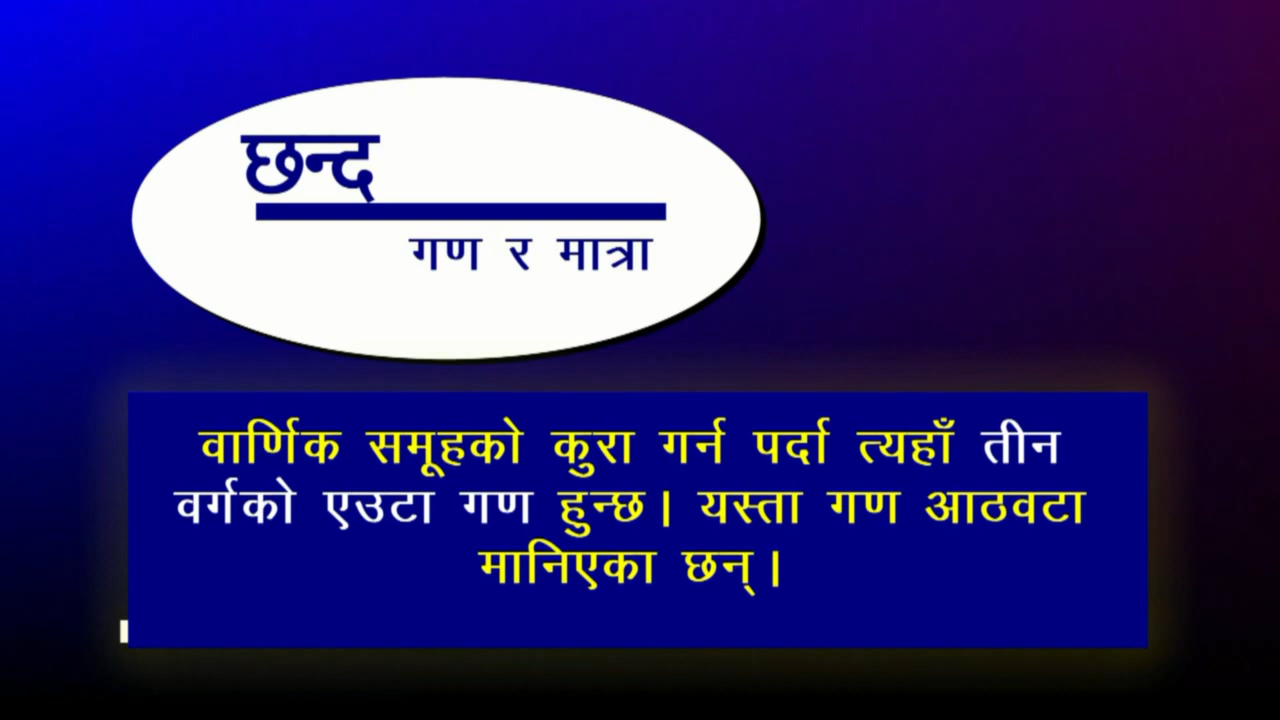 छन्द
गण र मात्रा
वार्णिक समूहको कुरा गर्न पर्दा त्यहाँ तीन
वर्गको एउटा गण हुन्छ। यस्ता गण आठवटा
मानिएका छन्।